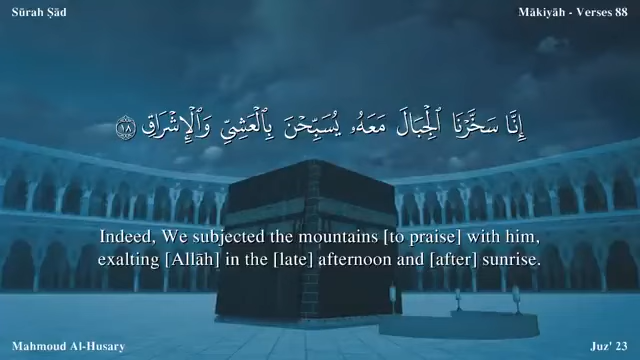 Sūrah Ṣād
Mākiyāh - Verses 88
إِنَّا سَخَّرْنَا ٱلْجِبَالَ مَعَهُۥ يُسَبِّحْنَ بِٱلْعَشِىِّ وَٱلْإِشْرَاقِ ١٨
Indeed, We subjected the mountains [to praise] with him,
exalting [Allāh] in the [late] afternoon and [after] sunrise.
Mahmoud Al-Husary
Juz' 23